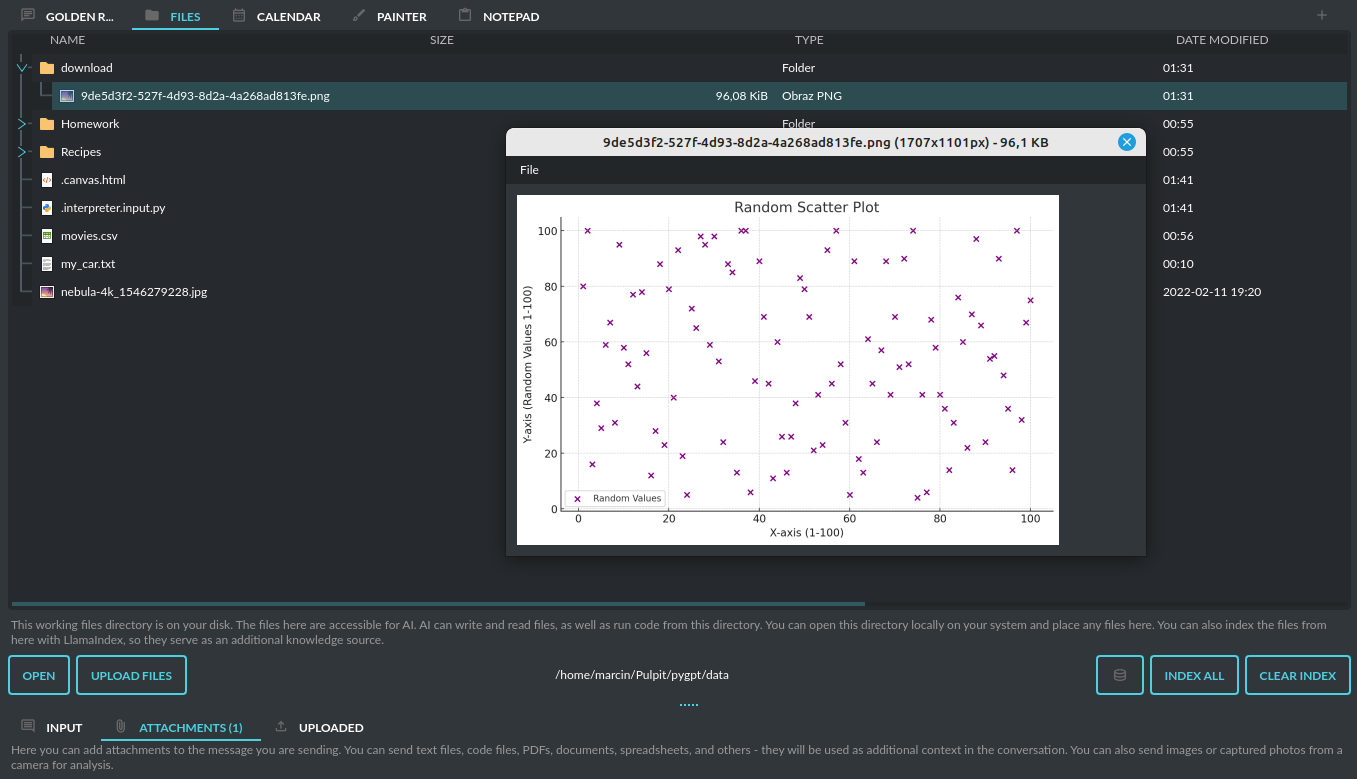 GOLDEN R... FILES CALENDAR PAINTER NOTEPAD
NAME SIZE TYPE DATE MODIFIED
download Folder 01:31
9de5d3f2-527f-4d93-8d2a-4a268ad813fe.png 96,08 KiB Obraz PNG 01:31
Homework Folder 00:55
Recipes 00:55
.canvas.html 01:41
.interpreter.input.py 01:41
movies.csv 00:56
my_car.txt 00:10
nebula-4k_1546279228.jpg 2022-02-11 19:20
9de5d3f2-527f-4d93-8d2a-4a268ad813fe.png (1707x1101px) - 96,1 KB
File
Random Scatter Plot
Y-axis (Random Values 1-100)
100
80
60
40
20
0
Random Values
0 20 40 60 80 100
X-axis (1-100)
This working files directory is on your disk. The files here are accessible for AI. AI can write and read files, as well as run code from this directory. You can open this directory locally on your system and place any files here. You can also index the files from
here with LlamaIndex, so they serve as an additional knowledge source.
OPEN UPLOAD FILES /home/marcin/Pulpit/pygpt/data INDEX ALL CLEAR INDEX
INPUT ATTACHMENTS (1) UPLOADED
Here you can add attachments to the message you are sending. You can send text files, code files, PDFs, documents, spreadsheets, and others - they will be used as additional context in the conversation. You can also send images or captured photos from a
camera for analysis.